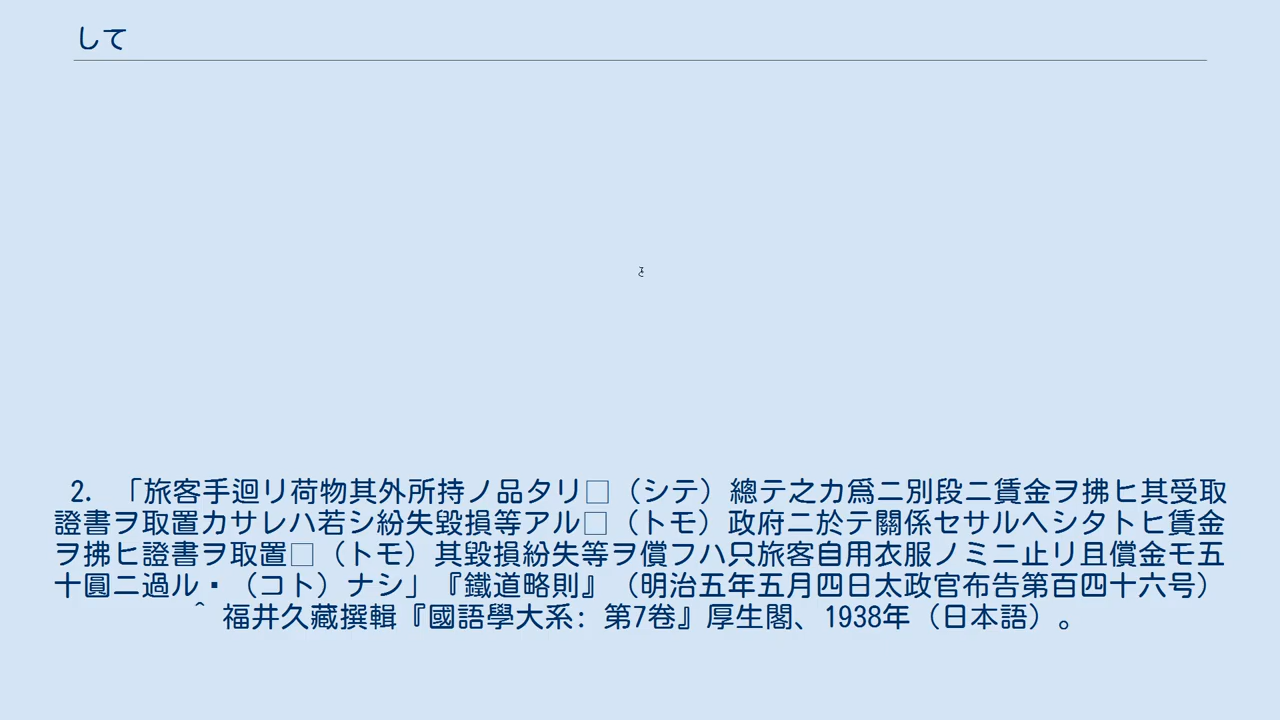 して
2. 「旅客手迴リ荷物其外所持ノ品タリ□（シテ）總テ之カ爲ニ別段ニ賃金ヲ拂ヒ其受取
證書ヲ取置カサレハ若シ紛失毀損等アル□（トモ）政府ニ於テ關係セサルヘシタトヒ賃金
ヲ拂ヒ證書ヲ取置□（トモ）其毀損紛失等ヲ償フハ只旅客自用衣服ノミニ止リ且償金モ五
十圓ニ過ル・（コト）ナシ」『鐵道略則』（明治五年五月四日太政官布告第百四十六号）
^ 福井久藏撰輯『國語學大系: 第7卷』厚生閣、1938年（日本語）。